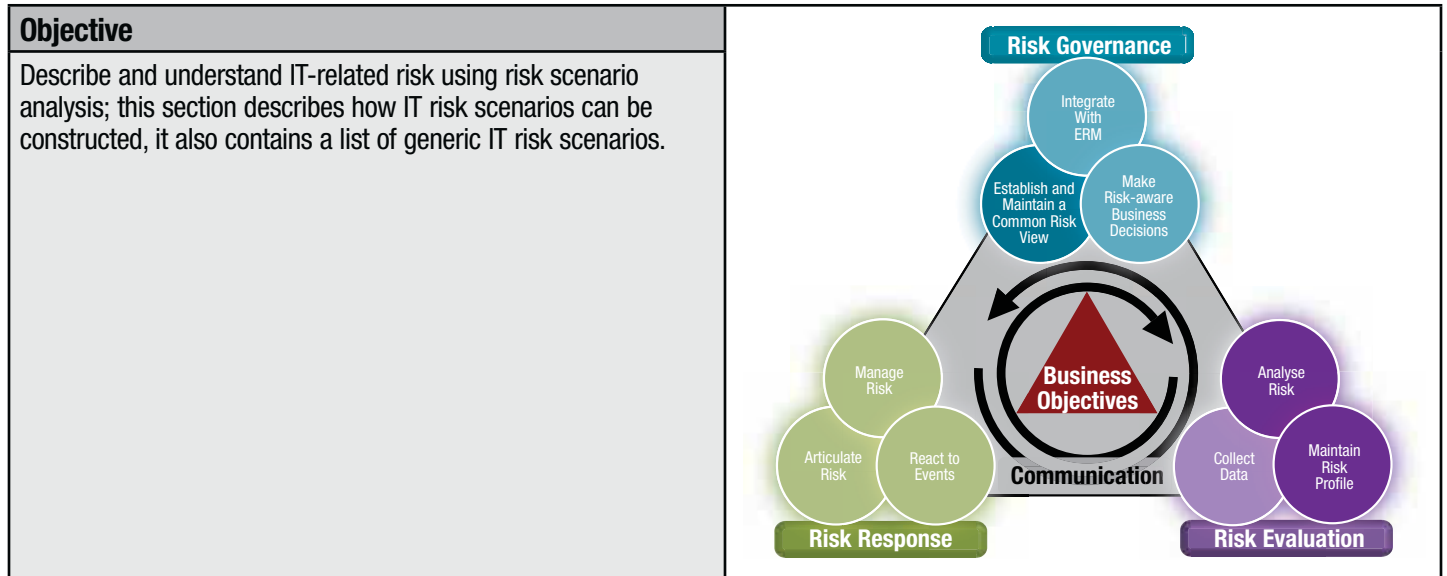 Objective
Describe and understand IT-related risk using risk scenario
analysis; this section describes how IT risk scenarios can be
constructed, it also contains a list of generic IT risk scenarios.
Risk Governance
Integrate
With
ERM
Establish and
Maintain a
Common Risk
View
Make
Risk-aware
Business
Decisions
Business
Objectives
Manage
Risk
Articulate
Risk
React to
Events
Risk Response
Communication
Analyse
Risk
Collect
Data
Maintain
Risk
Profile
Risk Evaluation